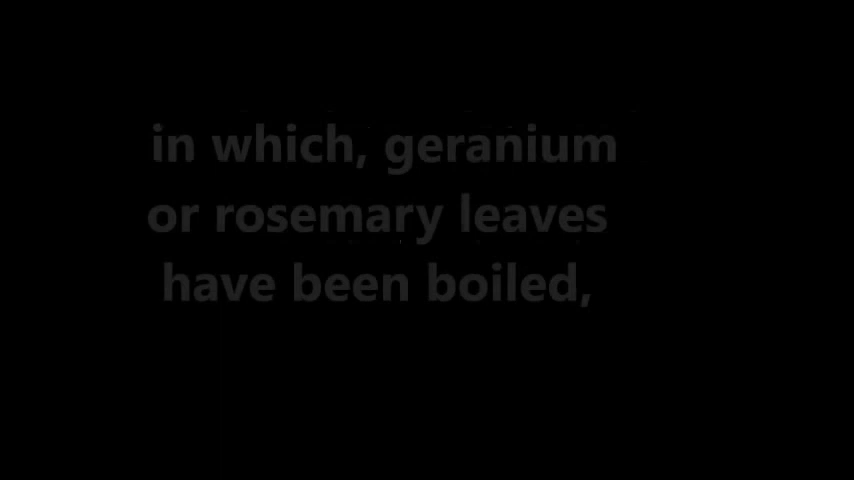 in which, geranium
or rosemary leaves
have been boiled,